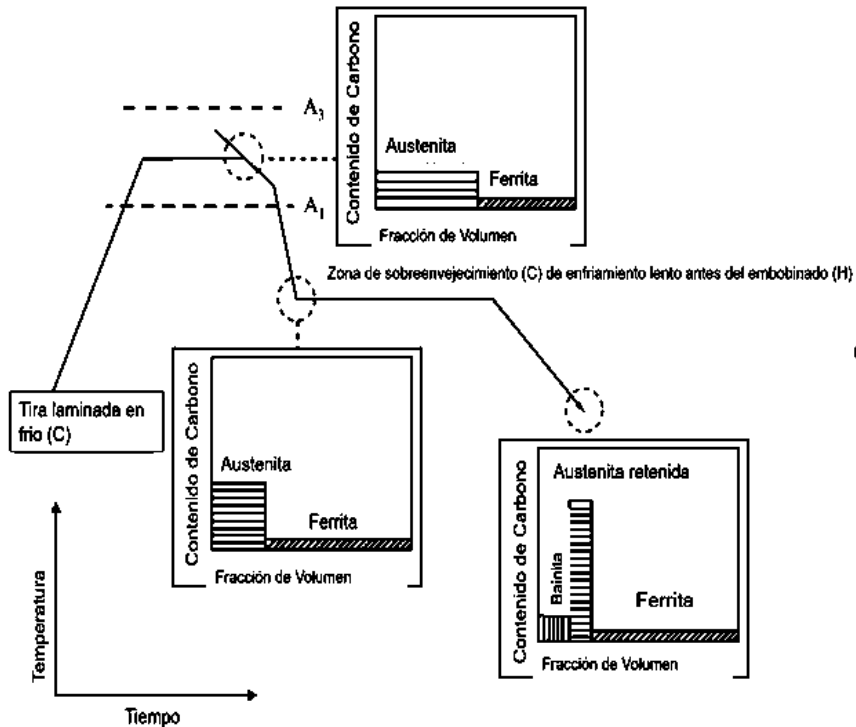 Contenido de Carbono
Austenita
Ferrita
Fracción de Volumen
A3
A1
Zona de sobreenvejecimiento (C) de enfriamiento lento antes del embobinado (H)
Tira laminada en
frio (C)
Contenido de Carbono
Austenita
Ferrita
Fracción de Volumen
Contenido de Carbono
Austenita retenida
Bainita
Ferrita
Fracción de Volumen
Temperatura
Tiempo